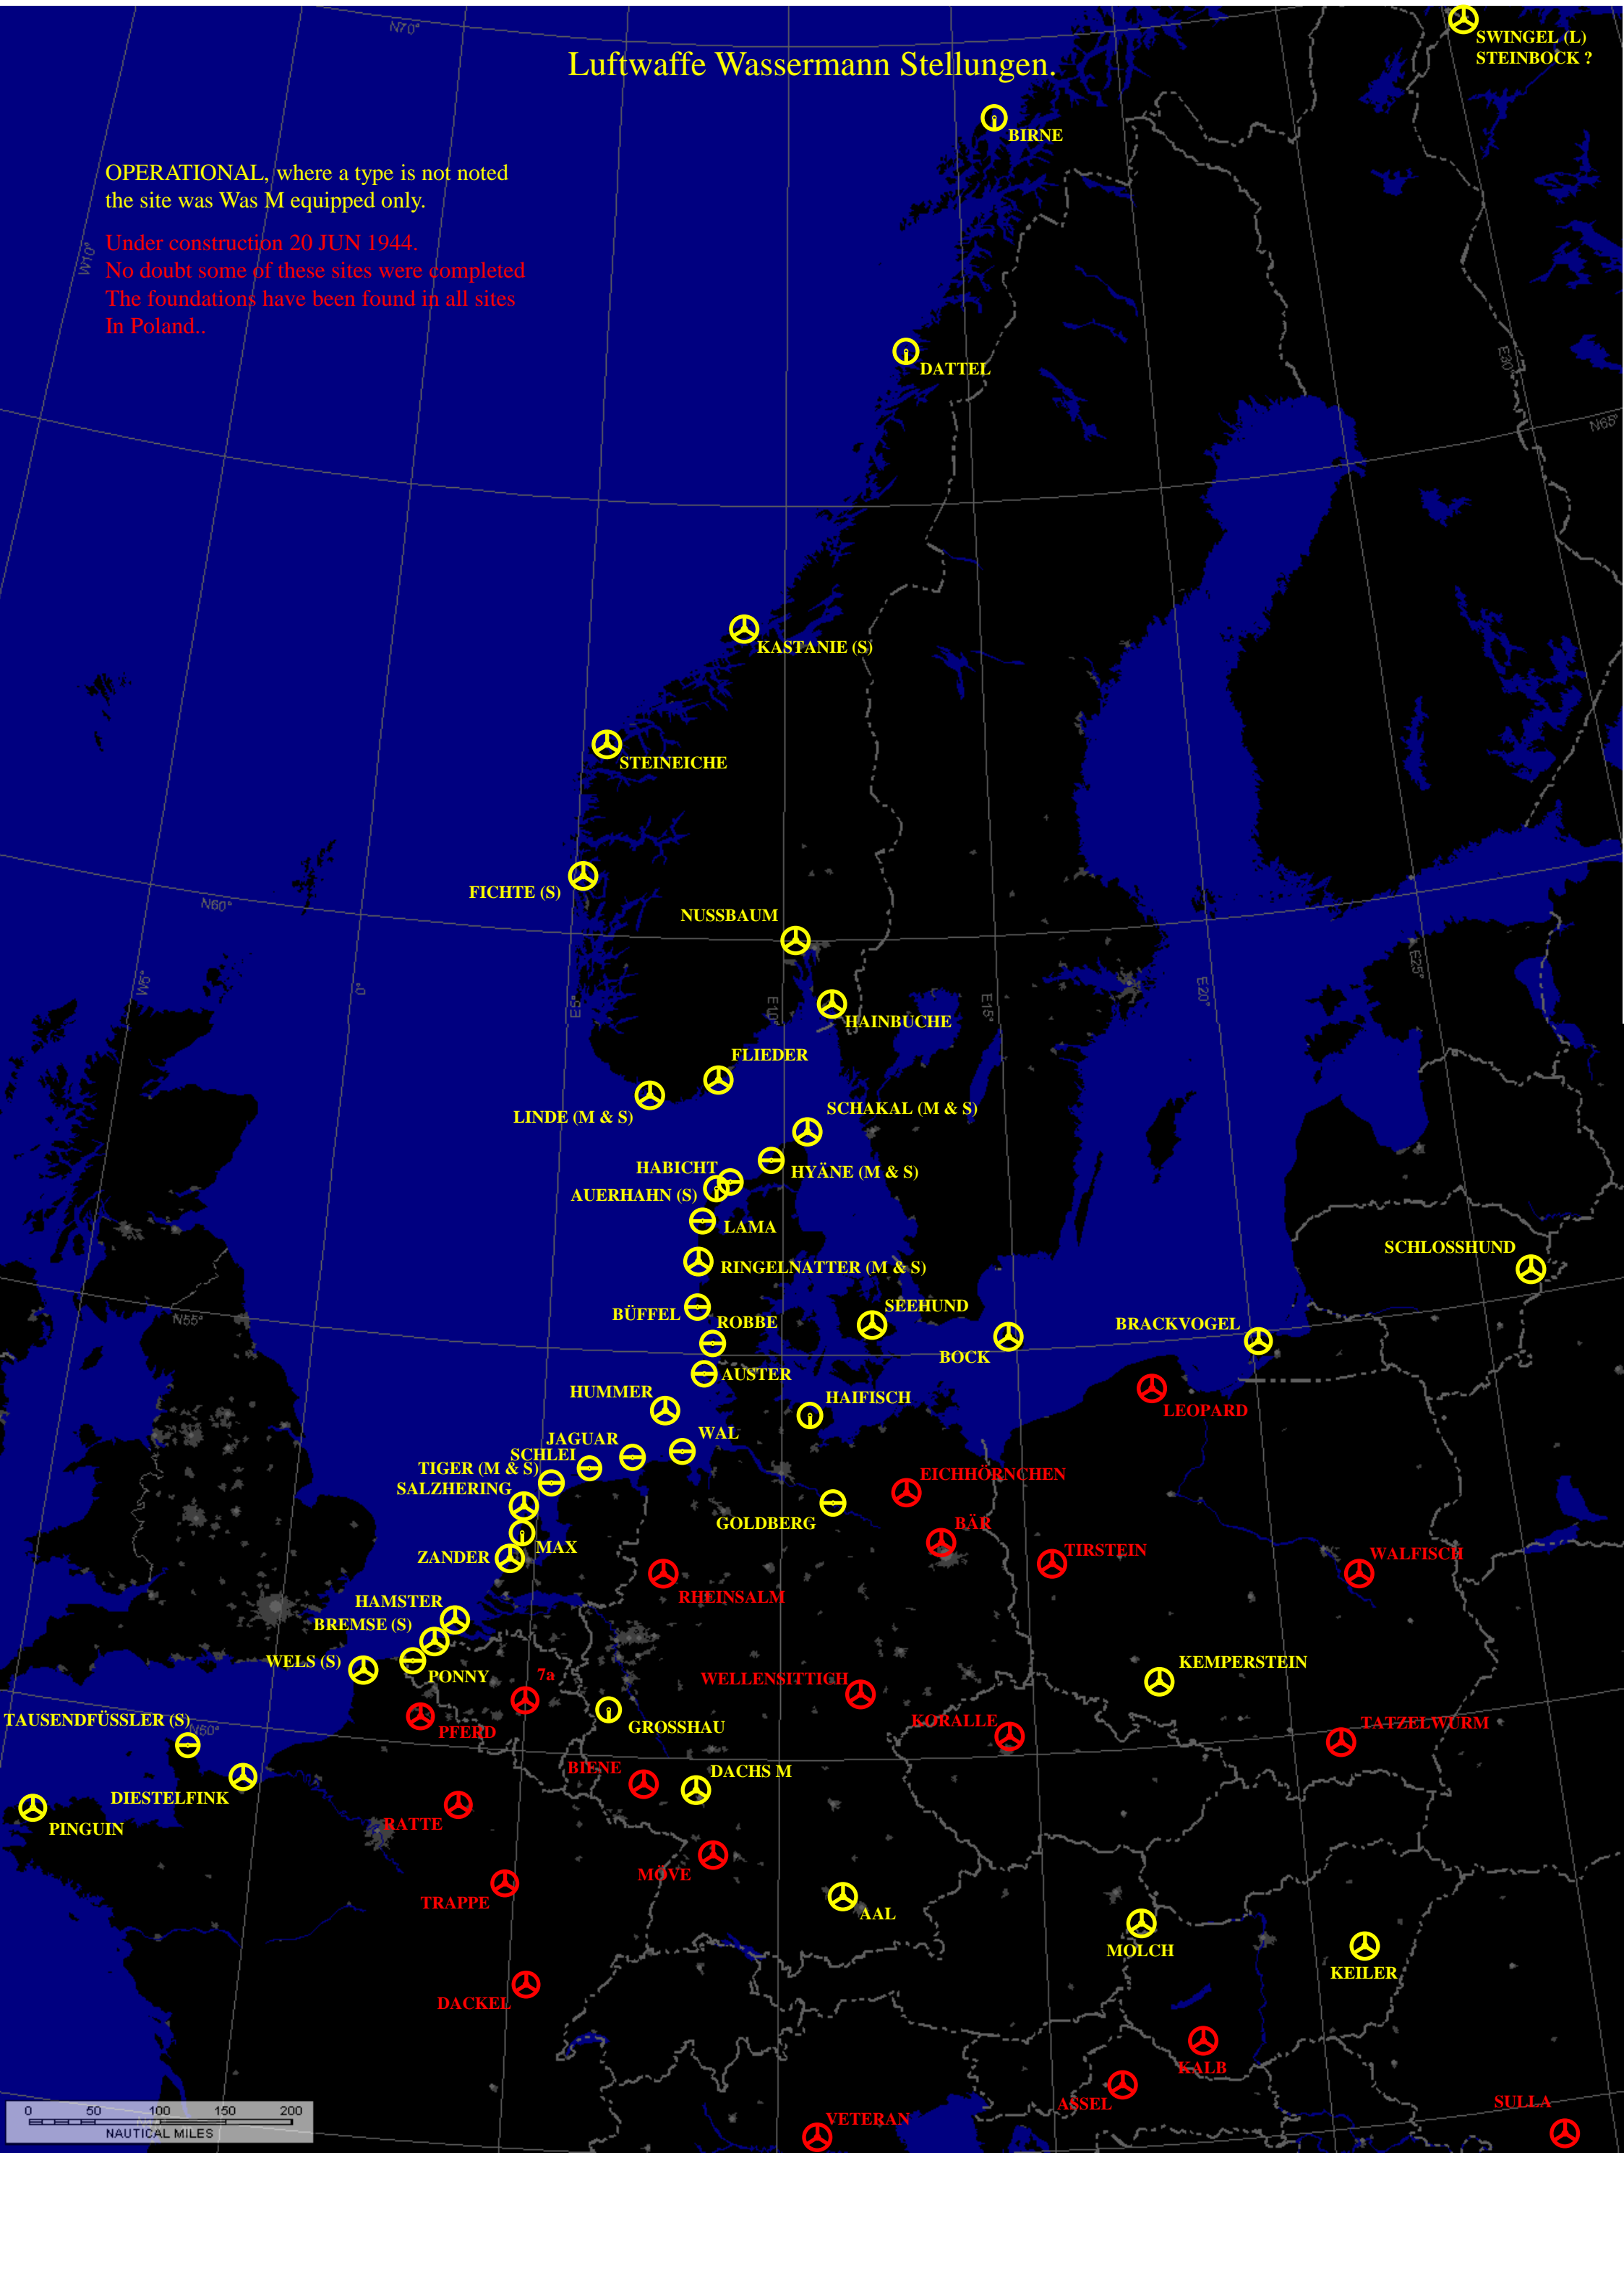 N70°
SWINGEL (L)
STEINBOCK ?
Luftwaffe Wassermann Stellungen.
BIRNE
OPERATIONAL, where a type is not noted
the site was Was M equipped only.
Under construction 20 JUN 1944.
No doubt some of these sites were completed
The foundations have been found in all sites
In Poland..
W10°
DATTEL
E30°
N65°
KASTANIE (S)
STEINEICHE
FICHTE (S)
N60°
NUSSBAUM
W5°
0°
E5°
E10°
E15°
E20°
E25°
HAINBUCHE
FLIEDER
LINDE (M & S)
SCHAKAL (M & S)
HABICHT
HYÄNE (M & S)
AUERHAHN (S)
LAMA
SCHLOSSHUND
RINGELNATTER (M & S)
SEEHUND
BÜFFEL
ROBBE
N55°
BRACKVOGEL
BOCK
AUSTER
HUMMER
HAIFISCH
LEOPARD
JAGUAR
WAL
SCHLEI
TIGER (M & S)
EICHHÖRNCHEN
SALZHERING
GOLDBERG
BÄR
MAX
ZANDER
TIRSTEIN
WALFISCH
RHEINSALM
HAMSTER
BREMSE (S)
WELS (S)
PONNY
KEMPERSTEIN
7a
WELLENSITTIGH
TAUSENDFÜSSLER (S)
N50°
PFERD
GROSSHAU
KORALLE
TATZELWURM
BIENE
DACHS M
DIESTELFINK
RATTE
PINGUIN
MÖVE
TRAPPE
AAL
MOLCH
KEILER
DACKEL
KALB
ASSEL
SULLA
VETERAN
0 50 100 150 200
NAUTICAL MILES